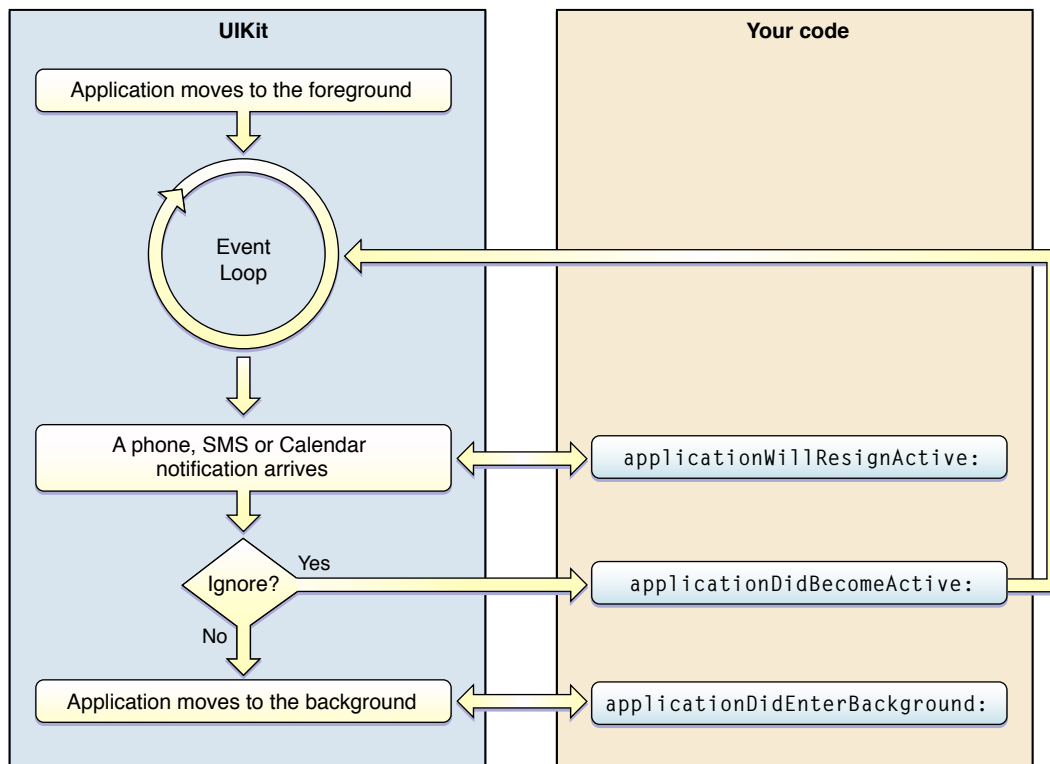 UIKit
Your code
Application moves to the foreground
Event
Loop
A phone, SMS or Calendar
notification arrives
applicationWillResignActive:
Ignore?
Yes
applicationDidBecomeActive:
No
Application moves to the background
applicationDidEnterBackground: